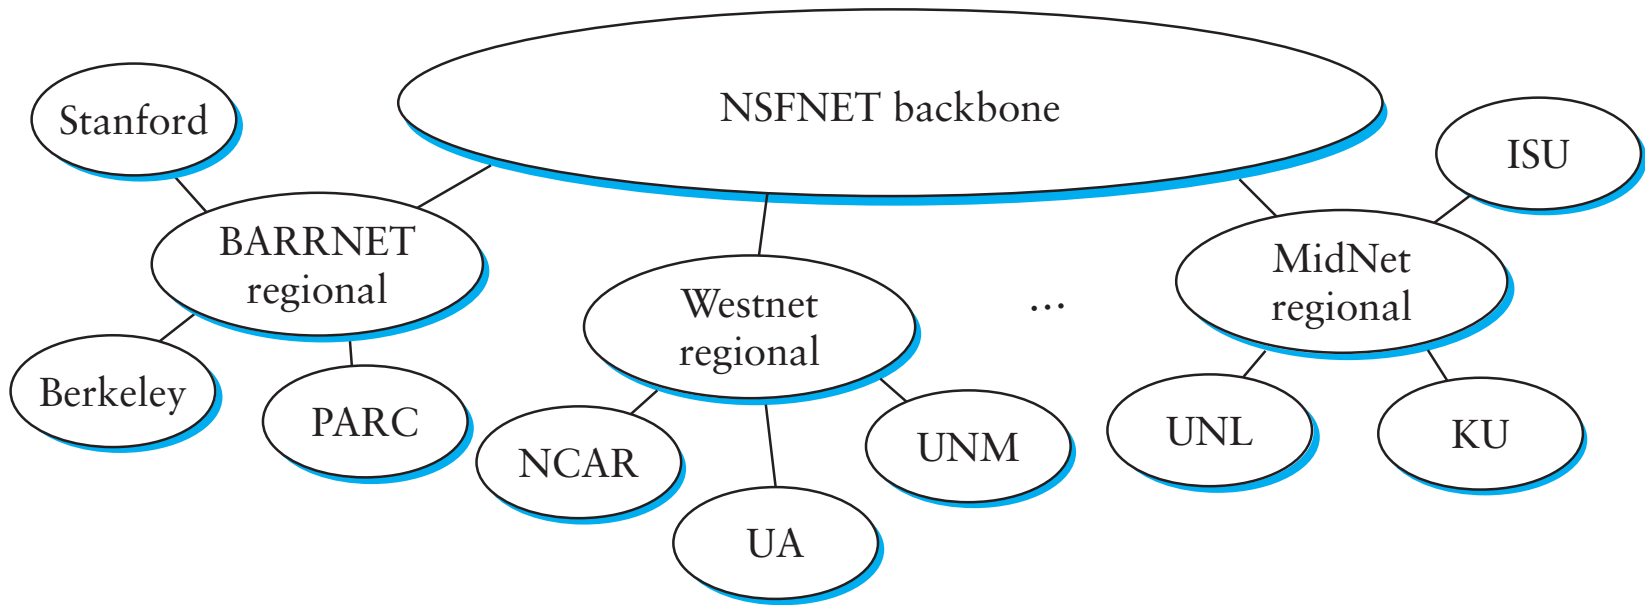 NSFNET backbone
Stanford
ISU
BARRNET
regional
MidNet
regional
Westnet
regional
...
Berkeley
PARC
NCAR
UNM
UNL
KU
UA